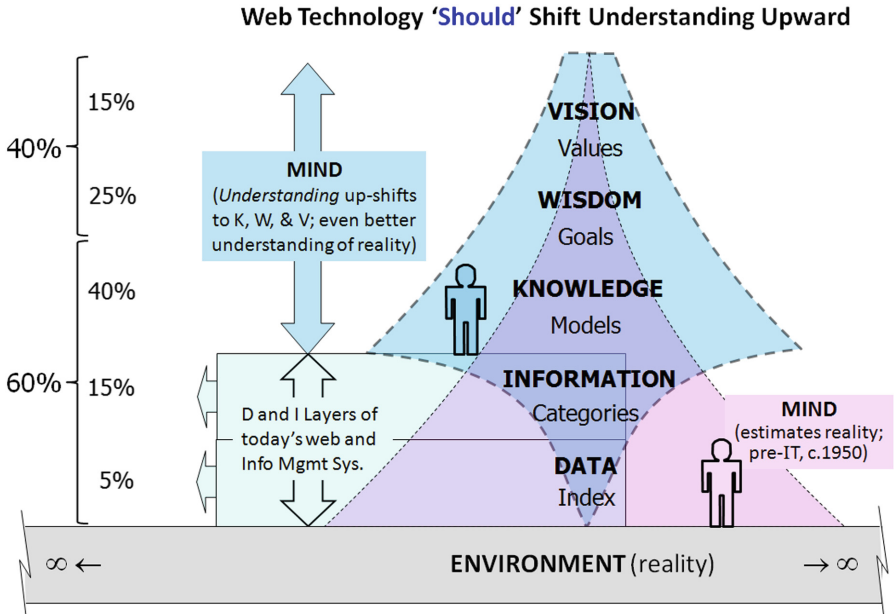 Web Technology ‘Should’ Shift Understanding Upward
15%
40%
25%
40%
60%
15%
5%
MIND
(Understanding up-shifts
to K, W, & V; even better
understanding of reality)
VISION
Values
WISDOM
Goals
KNOWLEDGE
Models
INFORMATION
Categories
DATA
Index
D and I Layers of
today’s web and
Info Mgmt Sys.
MIND
(estimates reality;
pre-IT, c.1950)
∞ ← ENVIRONMENT (reality) → ∞